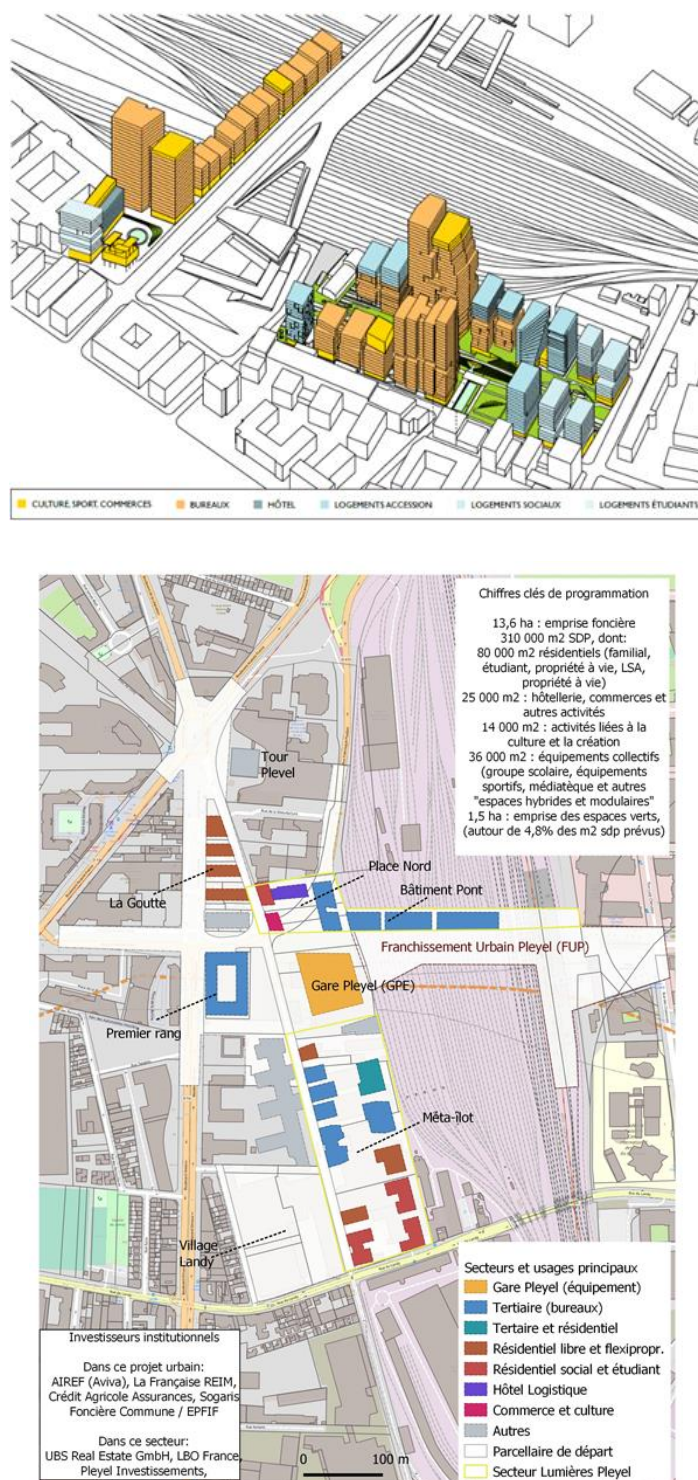 CULTURE, SPORT, COMMERCES BUREAUX HÔTEL LOGEMENTS ACCESSION LOGEMENTS SOCIAUX LOGEMENTS ÉTUDIANTS
Chiffres clés de programmation
13,6 ha : emprise foncière
310 000 m2 SDP, dont:
80 000 m2 résidentiels (familial,
étudiant, propriété à vie, LSA,
propriété à vie)
25 000 m2 : hôtellerie, commerces et
autres activités
14 000 m2 : activités liées à la
culture et la création
36 000 m2 : équipements collectifs
(groupe scolaire, équipements
sportifs, médiatèque et autres
"espaces hybrides et modulaires"
1,5 ha : emprise des espaces verts,
(autour de 4,8% des m2 sdp prévus)
Tour
Pleyel
Place Nord
La Goutte
Bâtiment Pont
Franchissement Urbain Pleyel (FUP)
Gare Pleyel (GPE)
Premier rang
Méta-îlot
Village
Landy
Rue du Landy
Rue du Landy
Secteurs et usages principaux
Gare Pleyel (équipement)
Tertiaire (bureaux)
Tertaire et résidentiel
Résidentiel libre et flexipropr.
Résidentiel social et étudiant
Hôtel Logistique
Commerce et culture
Autres
Parcellaire de départ
Secteur Lumières Pleyel
Investisseurs institutionnels
Dans ce projet urbain:
AIREF (Aviva), La Française REIM,
Crédit Agricole Assurances, Sogaris
Foncière Commune / EPFIF
Dans ce secteur:
UBS Real Estate GmbH, LBO France,
Pleyel Investissements,
0 100 m